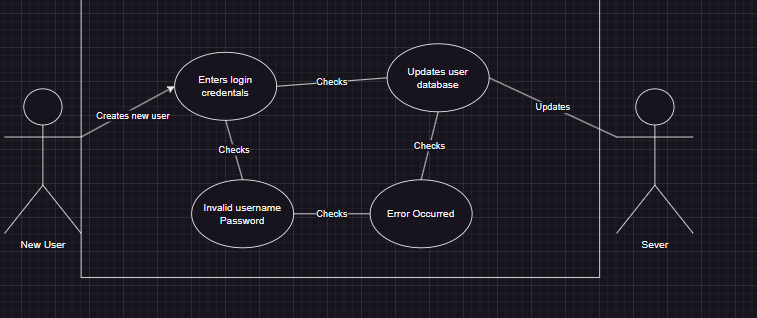 Enters login
credentals
Checks
Updates user
database
Creates new user
Updates
Checks
Checks
Invalid username
Password
Checks
Error Occurred
New User
Sever